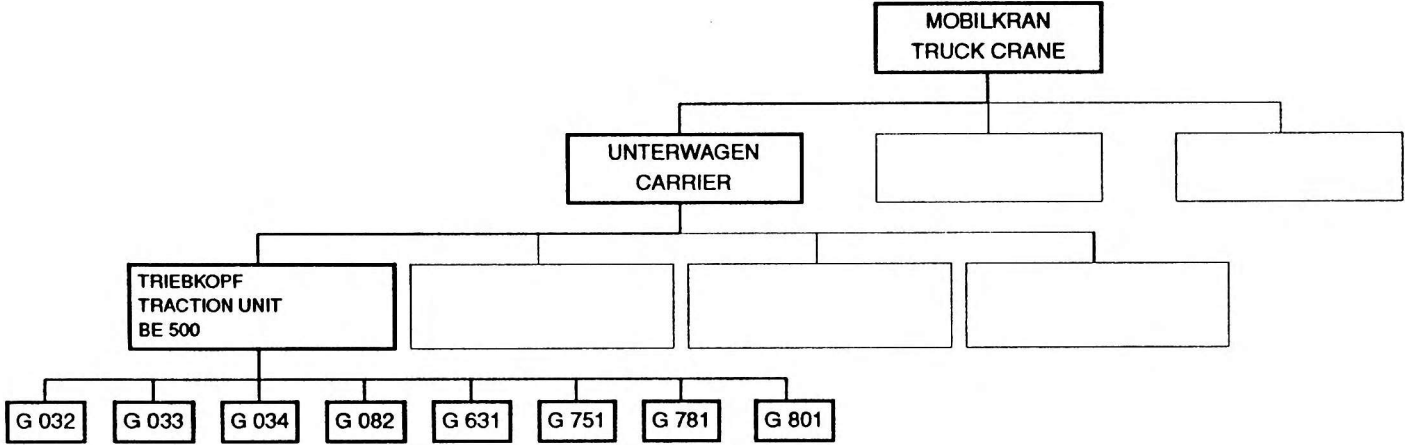 MOBILKRAN
TRUCK CRANE
UNTERWAGEN
CARRIER
TRIEBKOPF
TRACTION UNIT
BE 500
G 032
G 033
G 034
G 082
G 631
G 751
G 781
G 801